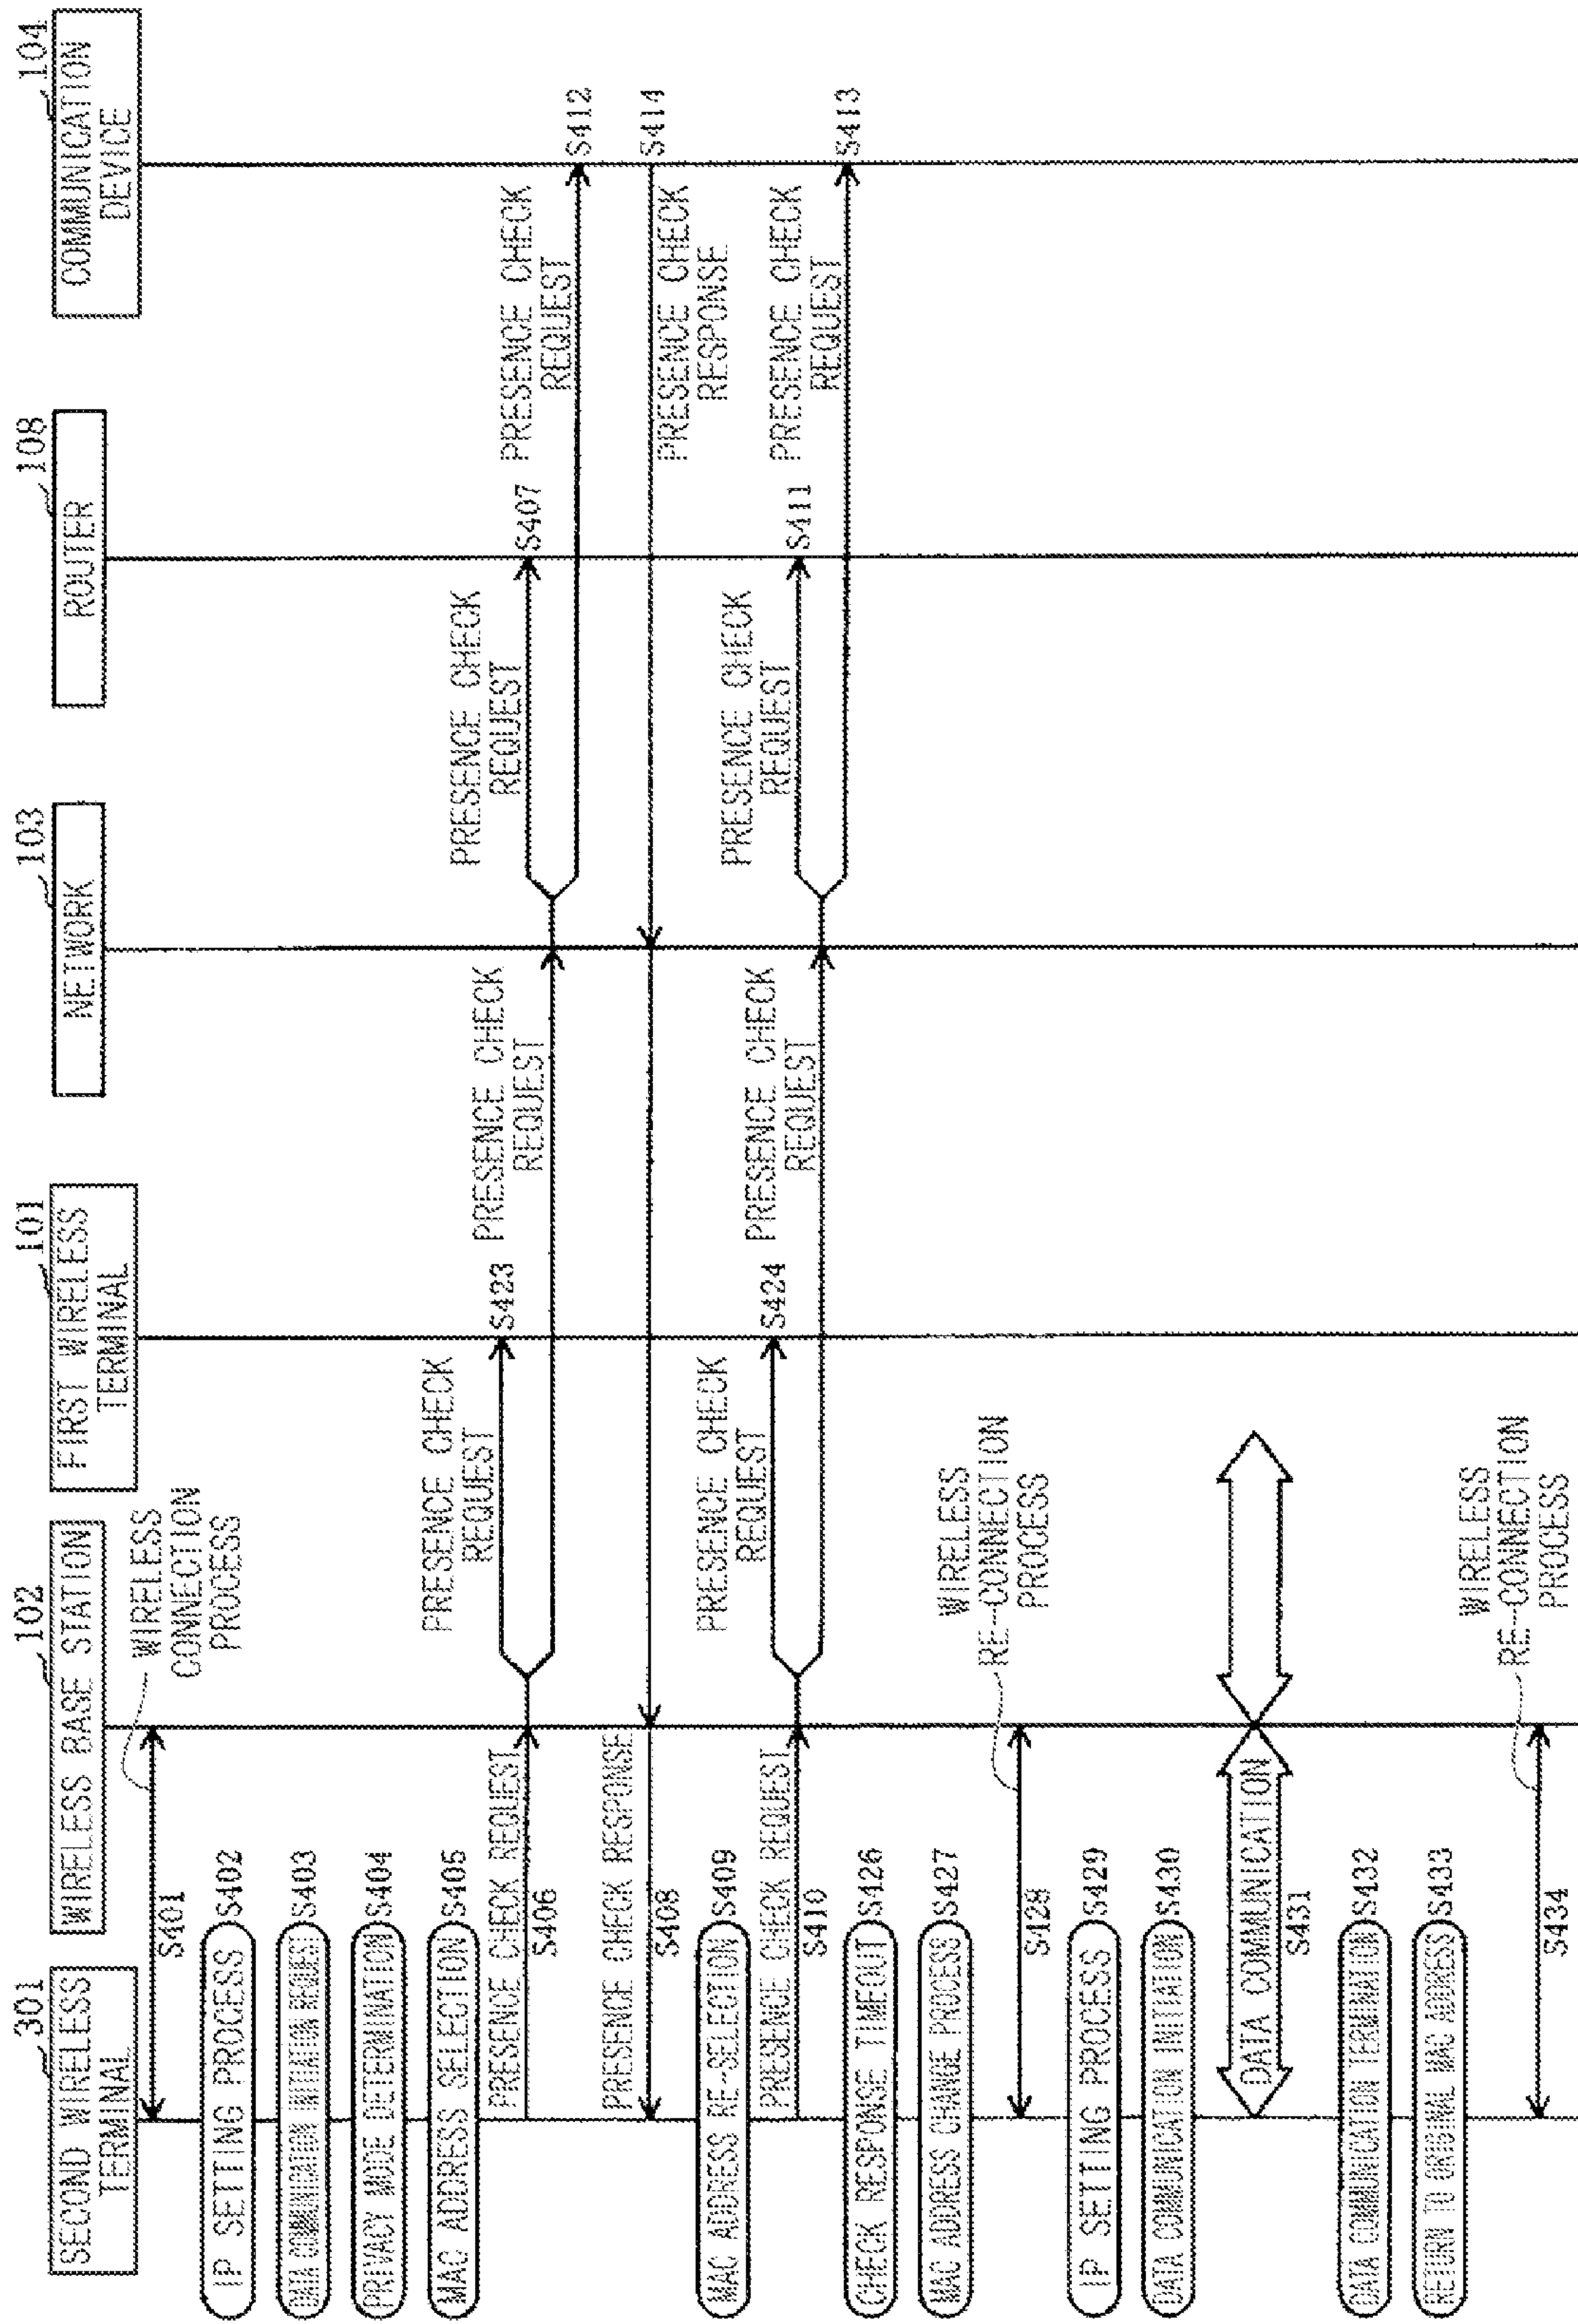 301
SECOND WIRELESS
TERMINAL
102
WIRELESS BASE STATION
101
FIRST WIRELESS
TERMINAL
103
NETWORK
108
ROUTER
104
COMMUNICATION
DEVICE
WIRELESS
CONNECTION
PROCESS
S401
IP SETTING PROCESS
S402
DATA COMMUNICATION INITIATION REQUEST
S403
PRIVACY MODE DETERMINATION
S404
MAC ADDRESS SELECTION
S405
PRESENCE CHECK REQUEST
S406
PRESENCE CHECK
REQUEST
S423
PRESENCE CHECK
REQUEST
PRESENCE CHECK
REQUEST
S407
PRESENCE CHECK
REQUEST
S412
PRESENCE CHECK RESPONSE
S408
PRESENCE CHECK
RESPONSE
S414
MAC ADDRESS RE-SELECTION
S409
PRESENCE CHECK REQUEST
S410
PRESENCE CHECK
REQUEST
S424
PRESENCE CHECK
REQUEST
PRESENCE CHECK
REQUEST
S411
PRESENCE CHECK
REQUEST
S413
CHECK RESPONSE TIMEOUT
S426
MAC ADDRESS CHANGE PROCESS
S427
WIRELESS
RE-CONNECTION
PROCESS
S428
IP SETTING PROCESS
S429
DATA COMMUNICATION INITIATION
S430
DATA COMMUNICATION
S431
DATA COMMUNICATION TERMINATION
S432
RETURN TO ORIGINAL MAC ADDRESS
S433
WIRELESS
RE-CONNECTION
PROCESS
S434